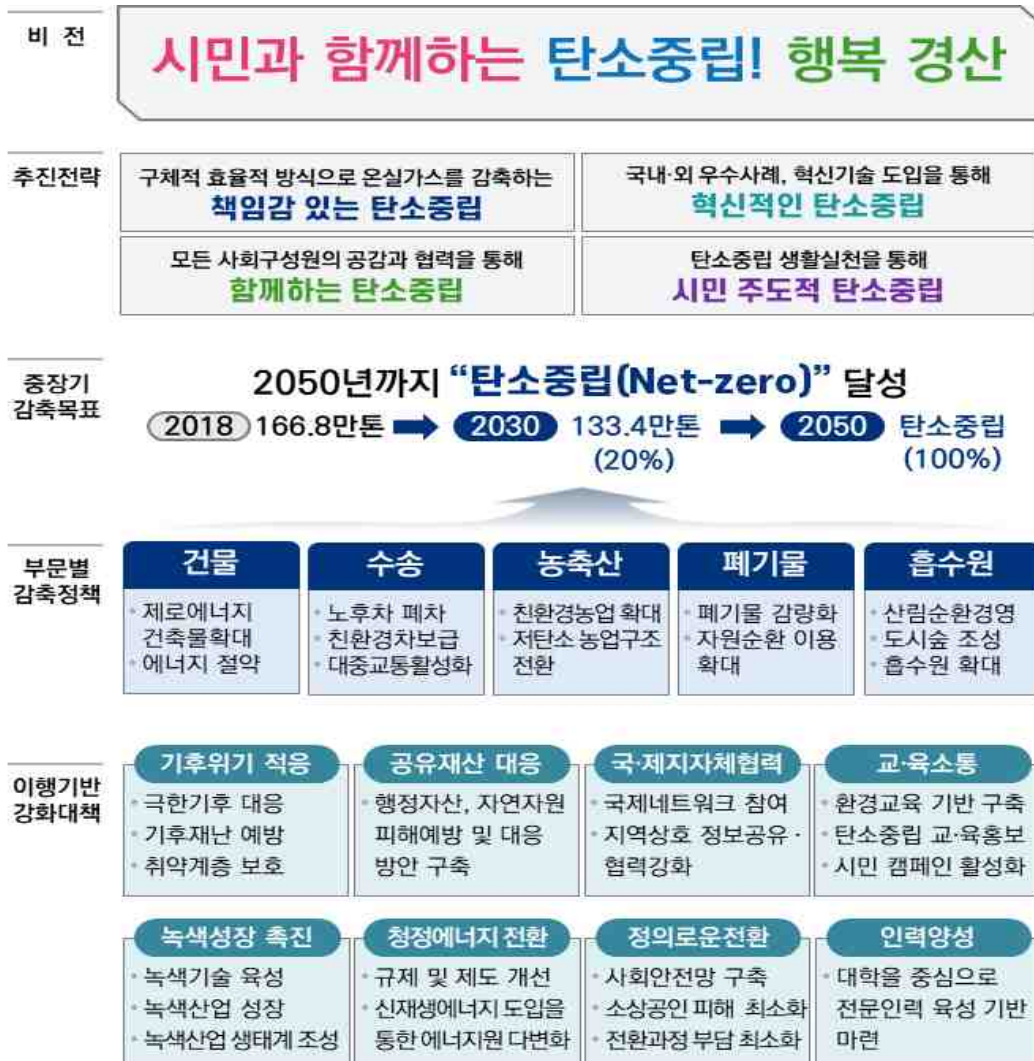 비 전
시민과 함께하는 탄소중립! 행복 경산
추진전략
구체적 효율적 방식으로 온실가스를 감축하는
책임감 있는 탄소중립
국내·외 우수사례, 혁신기술 도입을 통해
혁신적인 탄소중립
모든 사회구성원의 공감과 협력을 통해
함께하는 탄소중립
탄소중립 생활실천을 통해
시민 주도적 탄소중립
중장기
감축목표
2050년까지 “탄소중립(Net-zero)” 달성
2018 166.8만톤 ➡ 2030 133.4만톤 ➡ 2050 탄소중립
(20%) (100%)
부문별
감축정책
건물
• 제로에너지
건축물확대
• 에너지 절약
수송
• 노후차 폐차
• 친환경차보급
• 대중교통활성화
농축산
• 친환경농업 확대
• 저탄소 농업구조
전환
폐기물
• 폐기물 감량화
• 자원순환 이용
확대
흡수원
• 산림순환경영
• 도시숲 조성
• 흡수원 확대
이행기반
강화대책
기후위기 적응
• 극한기후 대응
• 기후재난 예방
• 취약계층 보호
공유재산 대응
• 행정자산, 자연자원
피해예방 및 대응
방안 구축
국·제지자체협력
• 국제네트워크 참여
• 지역상호 정보공유·
협력강화
교·육소통
• 환경교육 기반 구축
• 탄소중립 교·육홍보
• 시민 캠페인 활성화
녹색성장 촉진
• 녹색기술 육성
• 녹색산업 성장
• 녹색산업 생태계 조성
청정에너지 전환
• 규제 및 제도 개선
• 신재생에너지 도입을
통한 에너지원 다변화
정의로운전환
• 사회안전망 구축
• 소상공인 피해 최소화
• 전환과정 부담 최소화
인력양성
• 대학을 중심으로
전문인력 육성 기반
마련